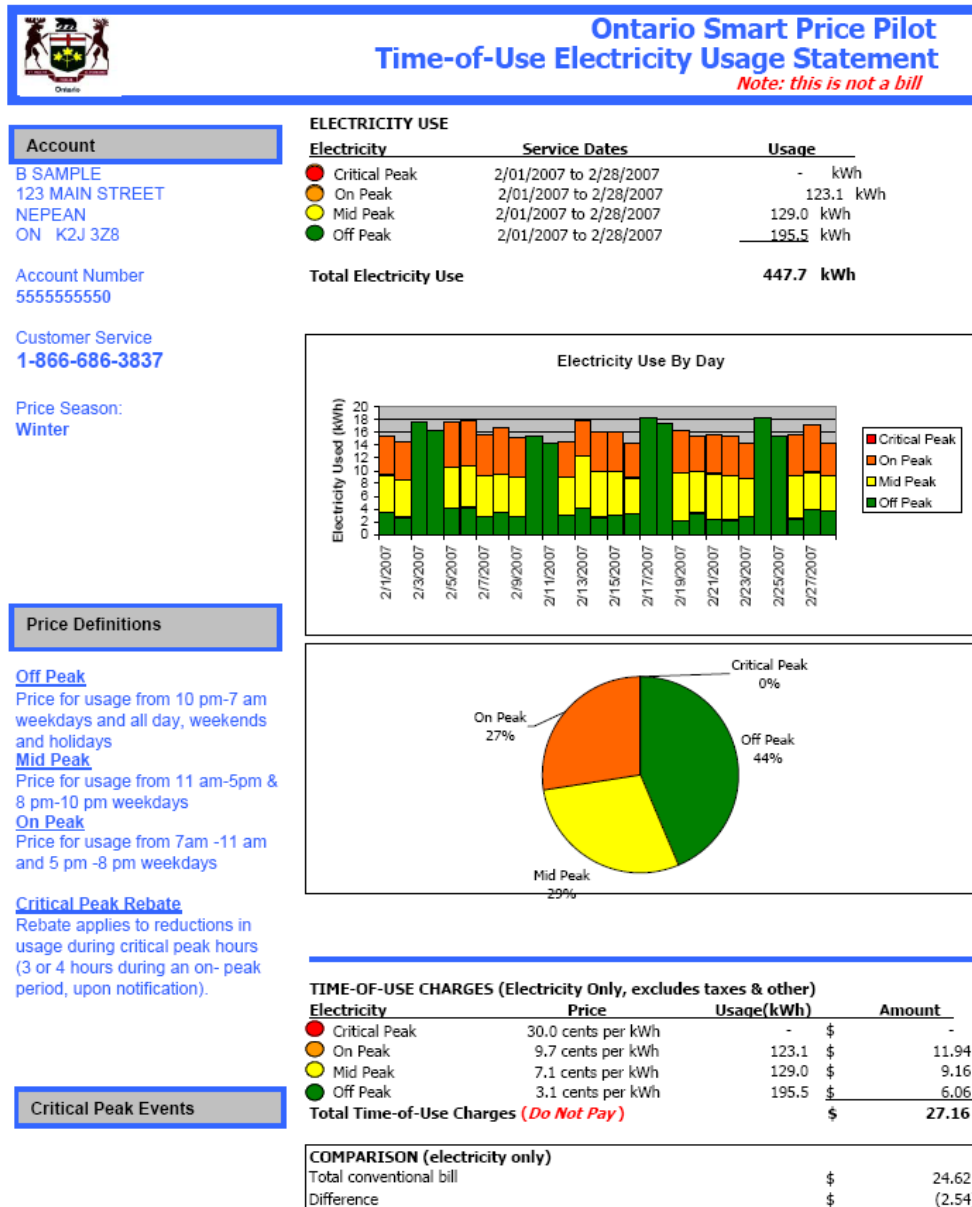 Ontario Smart Price Pilot
Time-of-Use Electricity Usage Statement
Note: this is not a bill
Ontario
Account
B SAMPLE
123 MAIN STREET
NEPEAN
ON K2J 3Z8
Account Number
5555555550
Customer Service
1-866-686-3837
Price Season:
Winter
ELECTRICITY USE
Electricity Service Dates Usage
Critical Peak 2/01/2007 to 2/28/2007 - kWh
On Peak 2/01/2007 to 2/28/2007 123.1 kWh
Mid Peak 2/01/2007 to 2/28/2007 129.0 kWh
Off Peak 2/01/2007 to 2/28/2007 195.5 kWh
Total Electricity Use 447.7 kWh
Electricity Use By Day
Electricity Used (kWh)
20
18
16
14
12
10
8
6
4
2
0
2/1/2007
2/3/2007
2/5/2007
2/7/2007
2/9/2007
2/11/2007
2/13/2007
2/15/2007
2/17/2007
2/19/2007
2/21/2007
2/23/2007
2/25/2007
2/27/2007
Critical Peak
On Peak
Mid Peak
Off Peak
Price Definitions
Off Peak
Price for usage from 10 pm-7 am
weekdays and all day, weekends
and holidays
Mid Peak
Price for usage from 11 am-5pm &
8 pm-10 pm weekdays
On Peak
Price for usage from 7am -11 am
and 5 pm -8 pm weekdays
Critical Peak Rebate
Rebate applies to reductions in
usage during critical peak hours
(3 or 4 hours during an on- peak
period, upon notification).
Critical Peak
0%
On Peak
27%
Off Peak
44%
Mid Peak
29%
TIME-OF-USE CHARGES (Electricity Only, excludes taxes & other)
Electricity Price Usage(kWh) Amount
Critical Peak 30.0 cents per kWh - $ -
On Peak 9.7 cents per kWh 123.1 $ 11.94
Mid Peak 7.1 cents per kWh 129.0 $ 9.16
Off Peak 3.1 cents per kWh 195.5 $ 6.06
Total Time-of-Use Charges (Do Not Pay) $ 27.16
Critical Peak Events
COMPARISON (electricity only)
Total conventional bill $ 24.62
Difference $ (2.54